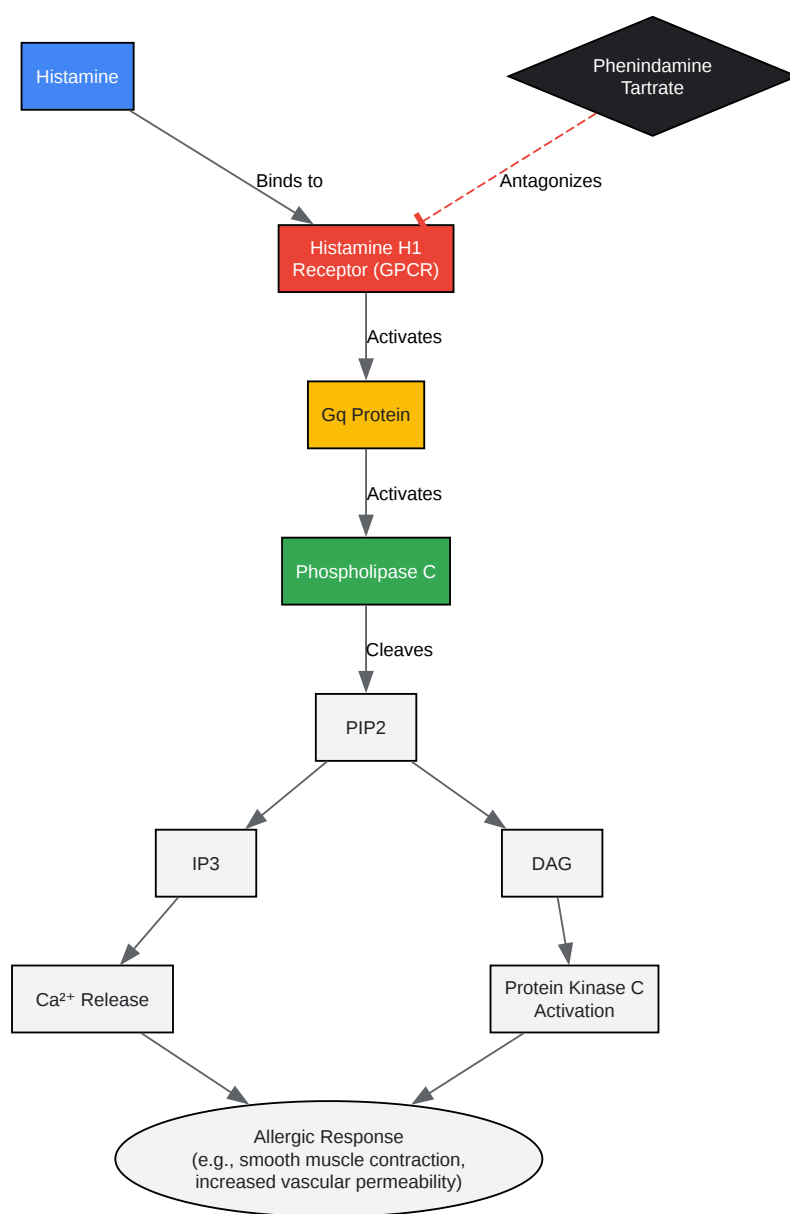 Histamine
Phenindamine
Tartrate
Binds to
Antagonizes
Histamine H1
Receptor (GPCR)
Activates
Gq Protein
Activates
Phospholipase C
Cleaves
PIP2
IP3
DAG
Ca²⁺ Release
Protein Kinase C
Activation
Allergic Response
(e.g., smooth muscle contraction,
increased vascular permeability)